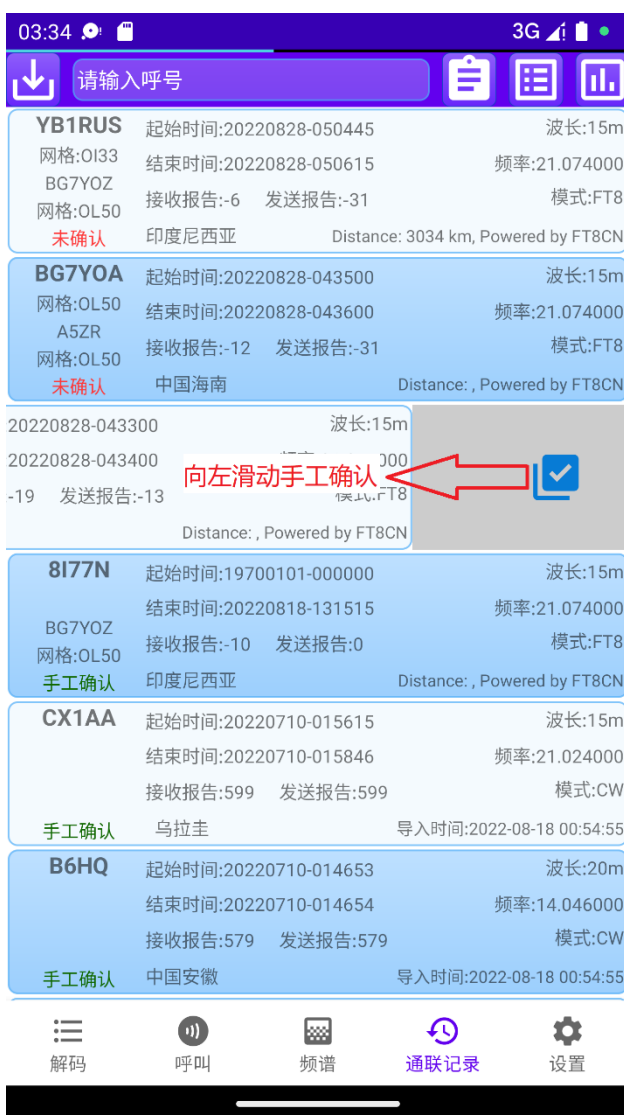 03:34 3G
请输入呼号
YB1RUS 起始时间:20220828-050445 波长:15m
网格:OI33 结束时间:20220828-050615 频率:21.074000
BG7YOZ 接收报告:-6 发送报告:-31 模式:FT8
网格:OL50
未确认 印度尼西亚 Distance: 3034 km, Powered by FT8CN
BG7YOA 起始时间:20220828-043500 波长:15m
网格:OL50 结束时间:20220828-043600 频率:21.074000
A5ZR 接收报告:-12 发送报告:-31 模式:FT8
网格:OL50
未确认 中国海南 Distance: , Powered by FT8CN
20220828-043300 波长:15m
20220828-043400
向左滑动手工确认
-19 发送报告:-13 模式:FT8
Distance: , Powered by FT8CN
8I77N 起始时间:19700101-000000 波长:15m
结束时间:20220818-131515 频率:21.074000
BG7YOZ 接收报告:-10 发送报告:0 模式:FT8
网格:OL50
手工确认 印度尼西亚 Distance: , Powered by FT8CN
CX1AA 起始时间:20220710-015615 波长:15m
结束时间:20220710-015846 频率:21.024000
接收报告:599 发送报告:599 模式:CW
手工确认 乌拉圭 导入时间:2022-08-18 00:54:55
B6HQ 起始时间:20220710-014653 波长:20m
结束时间:20220710-014654 频率:14.046000
接收报告:579 发送报告:579 模式:CW
手工确认 中国安徽 导入时间:2022-08-18 00:54:55
解码 呼叫 频谱 通联记录 设置